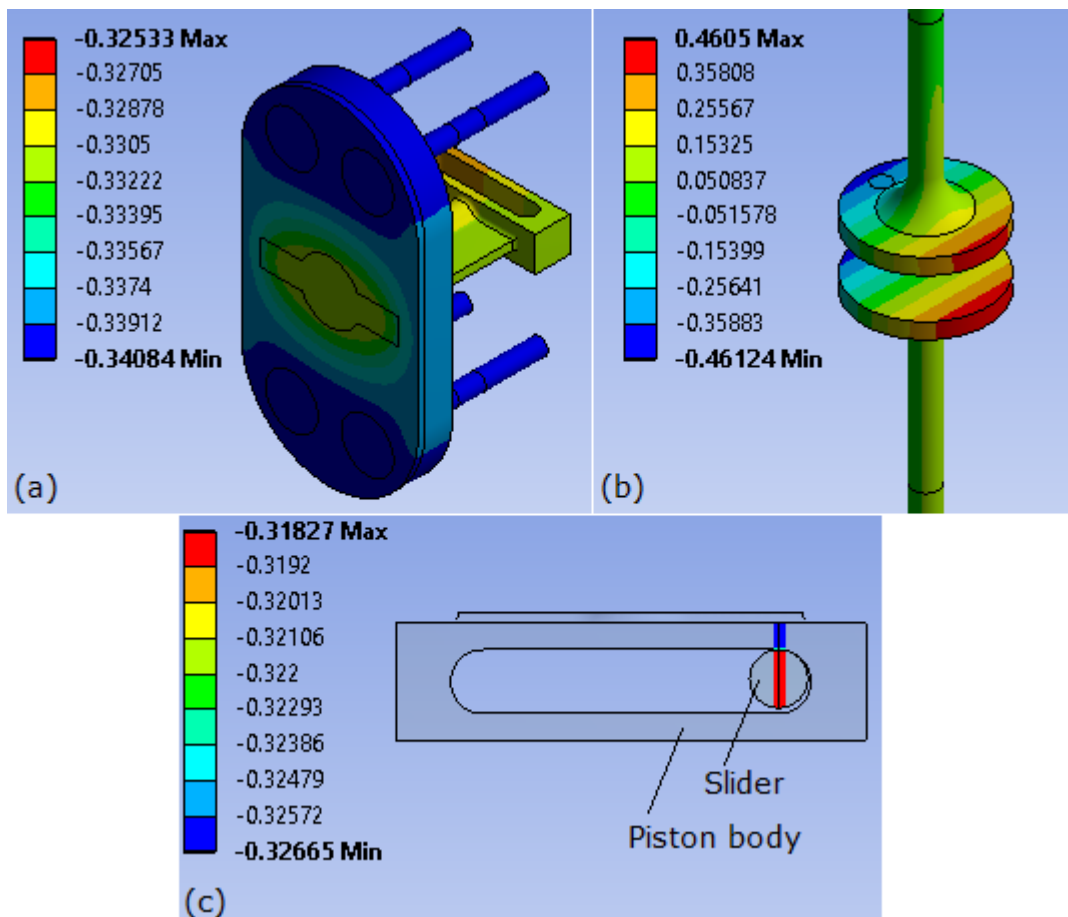 -0.32533 Max
-0.32705
-0.32878
-0.3305
-0.33222
-0.33395
-0.33567
-0.3374
-0.33912
-0.34084 Min
(a)
0.4605 Max
0.35808
0.25567
0.15325
0.050837
-0.051578
-0.15399
-0.25641
-0.35883
-0.46124 Min
(b)
-0.31827 Max
-0.3192
-0.32013
-0.32106
-0.322
-0.32293
-0.32386
-0.32479
-0.32572
-0.32665 Min
Slider
Piston body
(c)